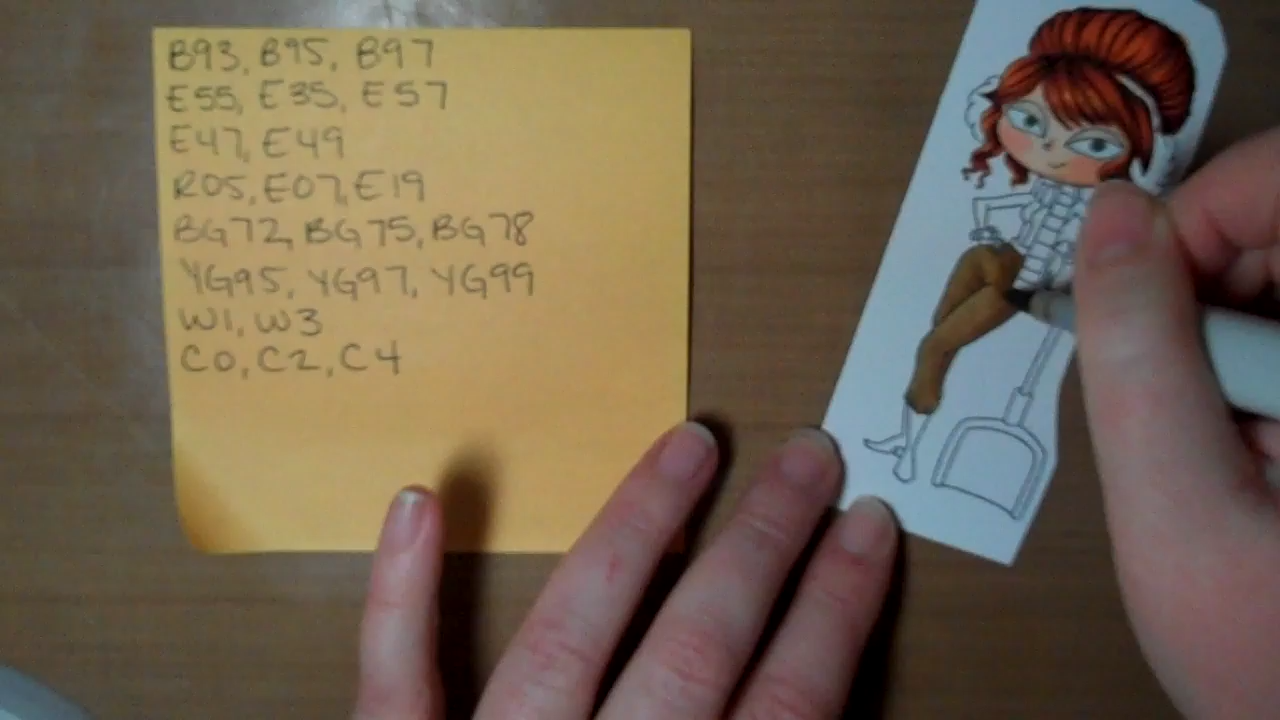 B93, B95, B97
E55, E35, E57
E47, E49
R05, E07, E19
BG72, BG75, BG78
YG95, YG97, YG99
W1, W3
C0, C2, C4